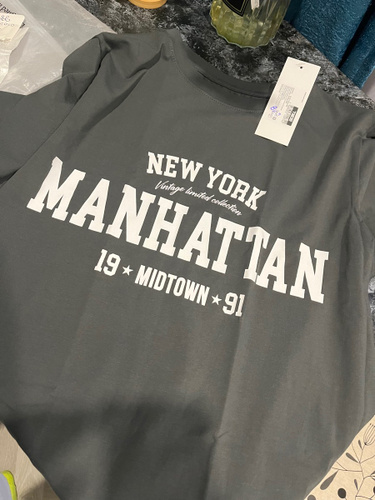 NEW YORK
Vintage limited collection
MANHATTAN
19 ★ MIDTOWN ★ 91